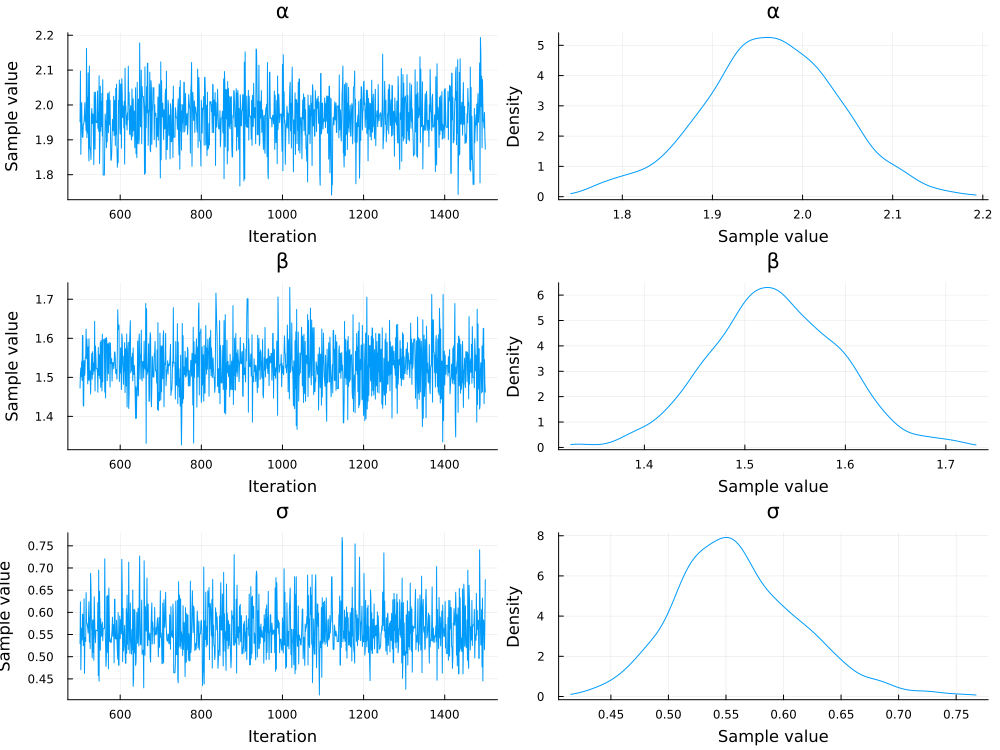 α
α
2.2
2.1
2.0
1.9
1.8
Sample value
600 800 1000 1200 1400
Iteration
5
4
3
2
1
0
Density
1.8 1.9 2.0 2.1 2.2
Sample value
β
β
1.7
1.6
1.5
1.4
Sample value
600 800 1000 1200 1400
Iteration
6
5
4
3
2
1
0
Density
1.4 1.5 1.6 1.7
Sample value
σ
σ
0.75
0.70
0.65
0.60
0.55
0.50
0.45
Sample value
600 800 1000 1200 1400
Iteration
8
6
4
2
0
Density
0.45 0.50 0.55 0.60 0.65 0.70 0.75
Sample value